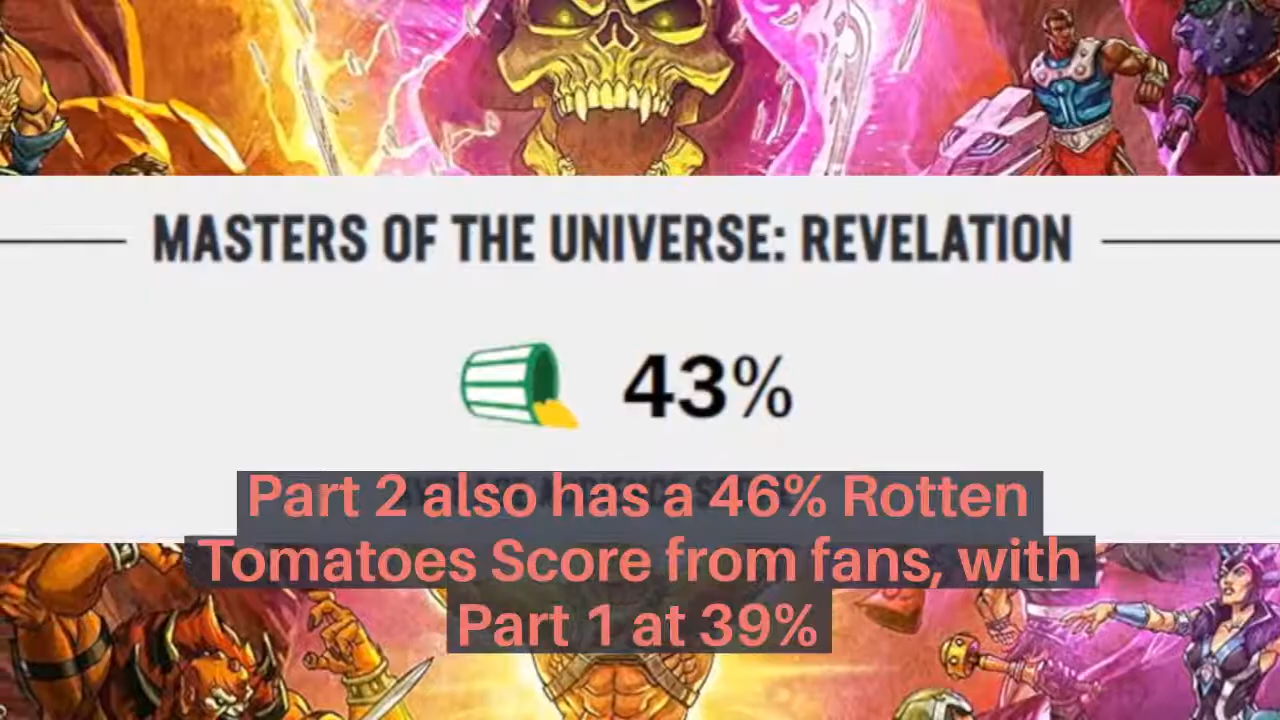 MASTERS OF THE UNIVERSE: REVELATION
43%
Part 2 also has a 46% Rotten
Tomatoes Score from fans, with
Part 1 at 39%